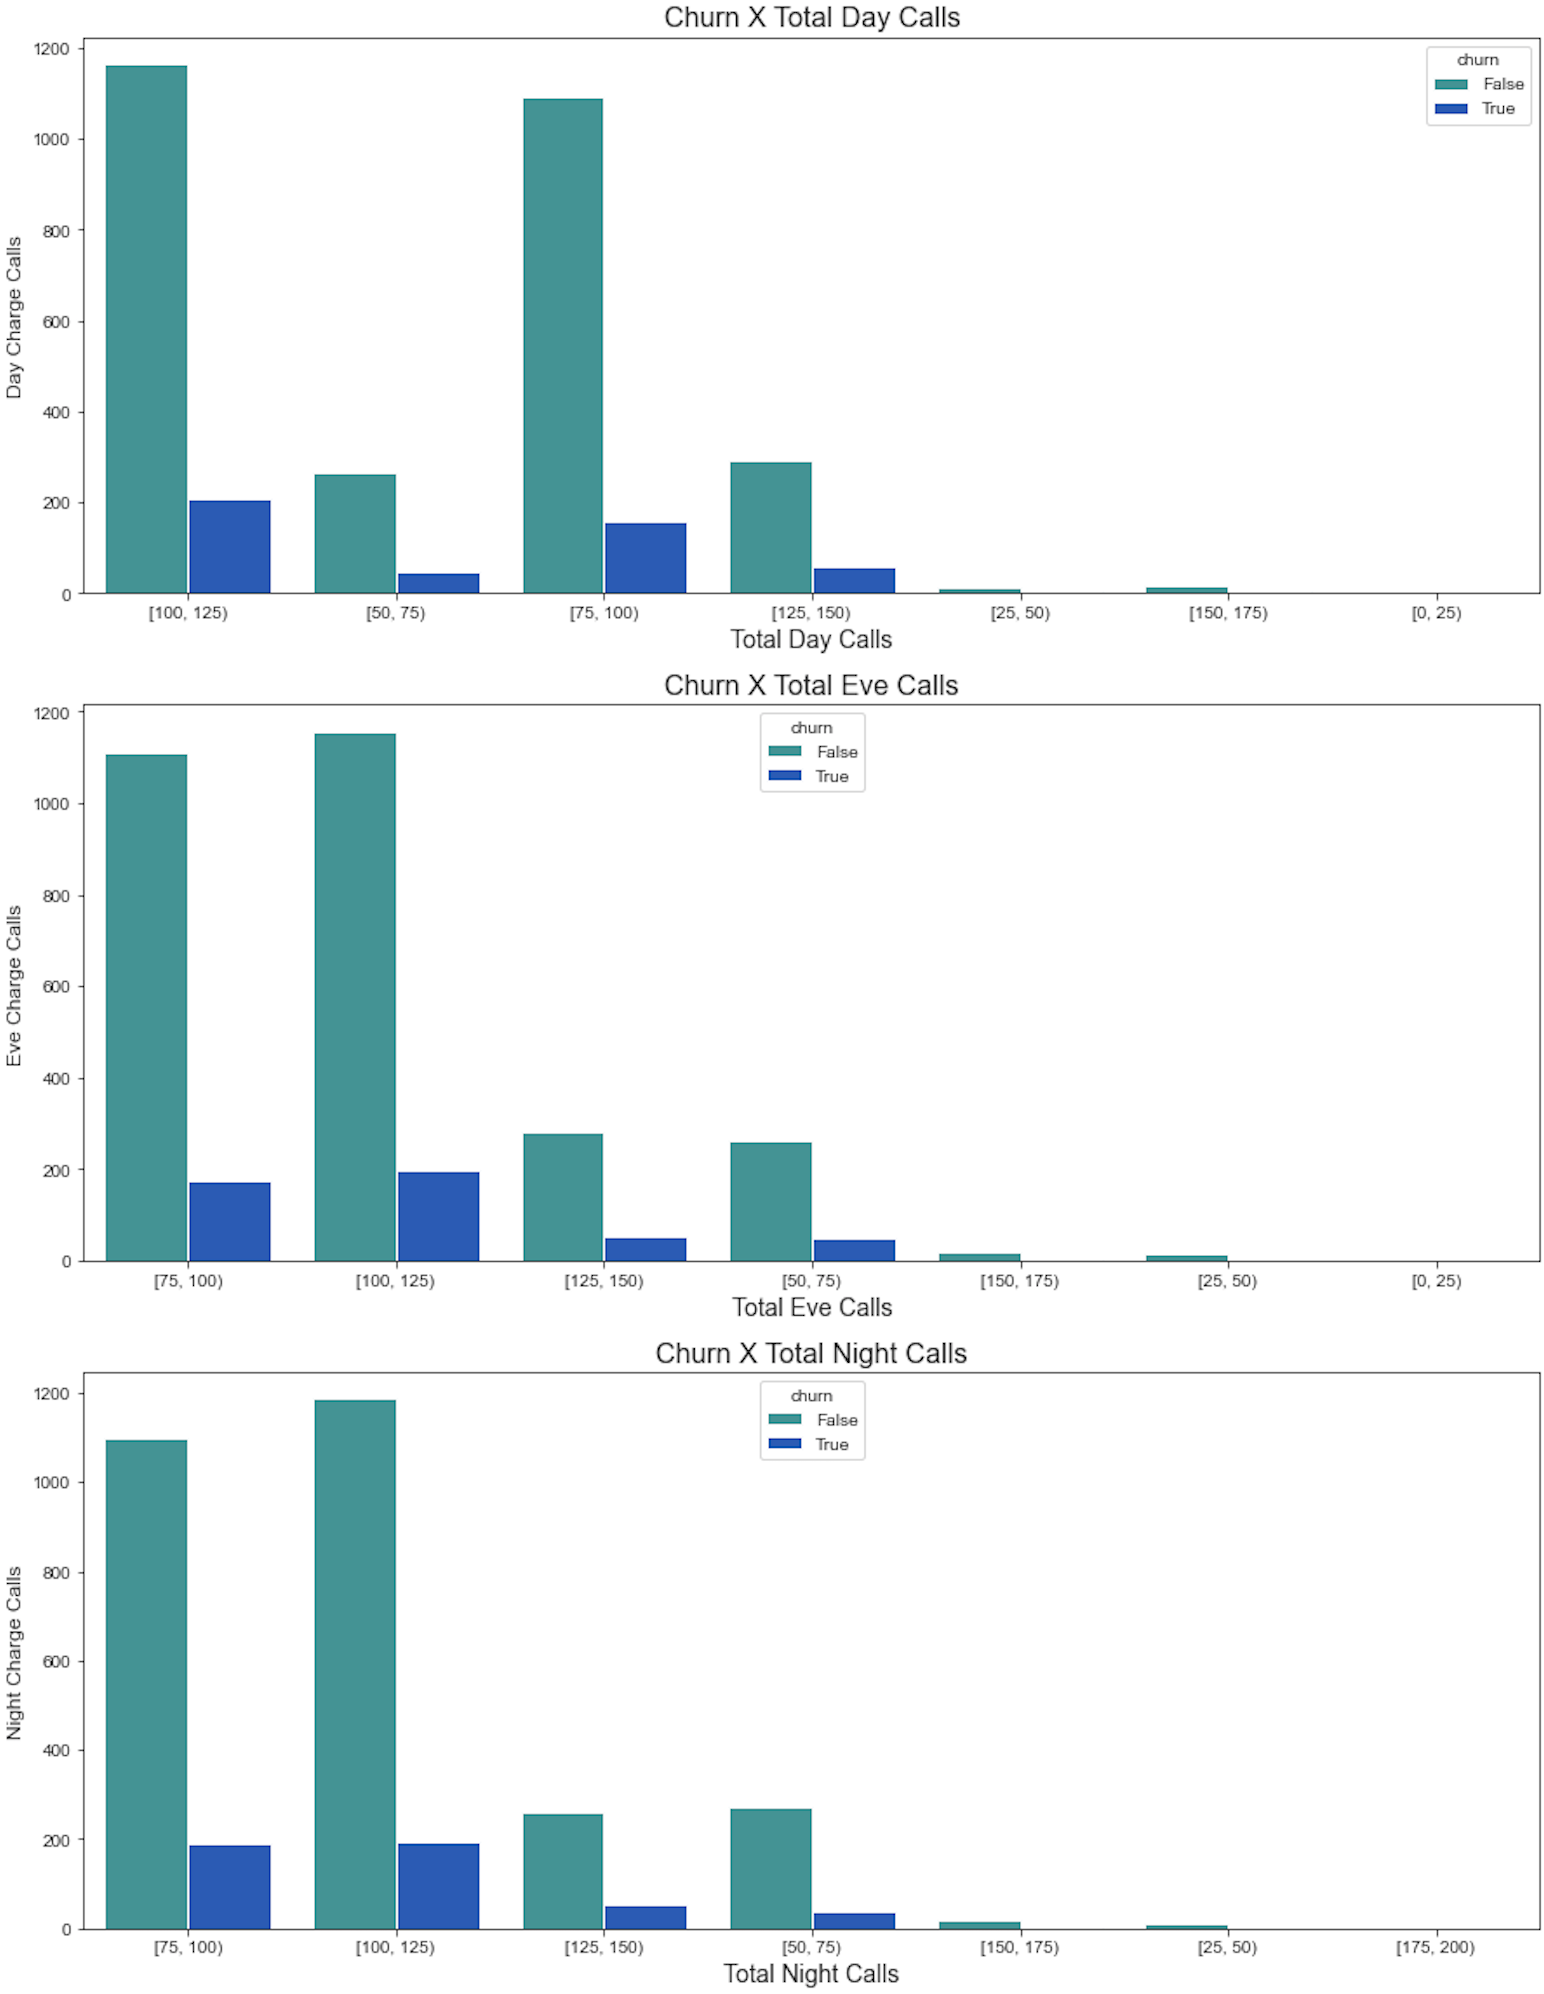 Churn X Total Day Calls
1200
1000
800
600
400
200
0
Day Charge Calls
churn
False
True
[100, 125) [50, 75) [75, 100) [125, 150) [25, 50) [150, 175) [0, 25)
Total Day Calls
Churn X Total Eve Calls
1200
1000
800
600
400
200
0
Eve Charge Calls
churn
False
True
[75, 100) [100, 125) [125, 150) [50, 75) [150, 175) [25, 50) [0, 25)
Total Eve Calls
Churn X Total Night Calls
1200
1000
800
600
400
200
0
Night Charge Calls
churn
False
True
[75, 100) [100, 125) [125, 150) [50, 75) [150, 175) [25, 50) [175, 200)
Total Night Calls